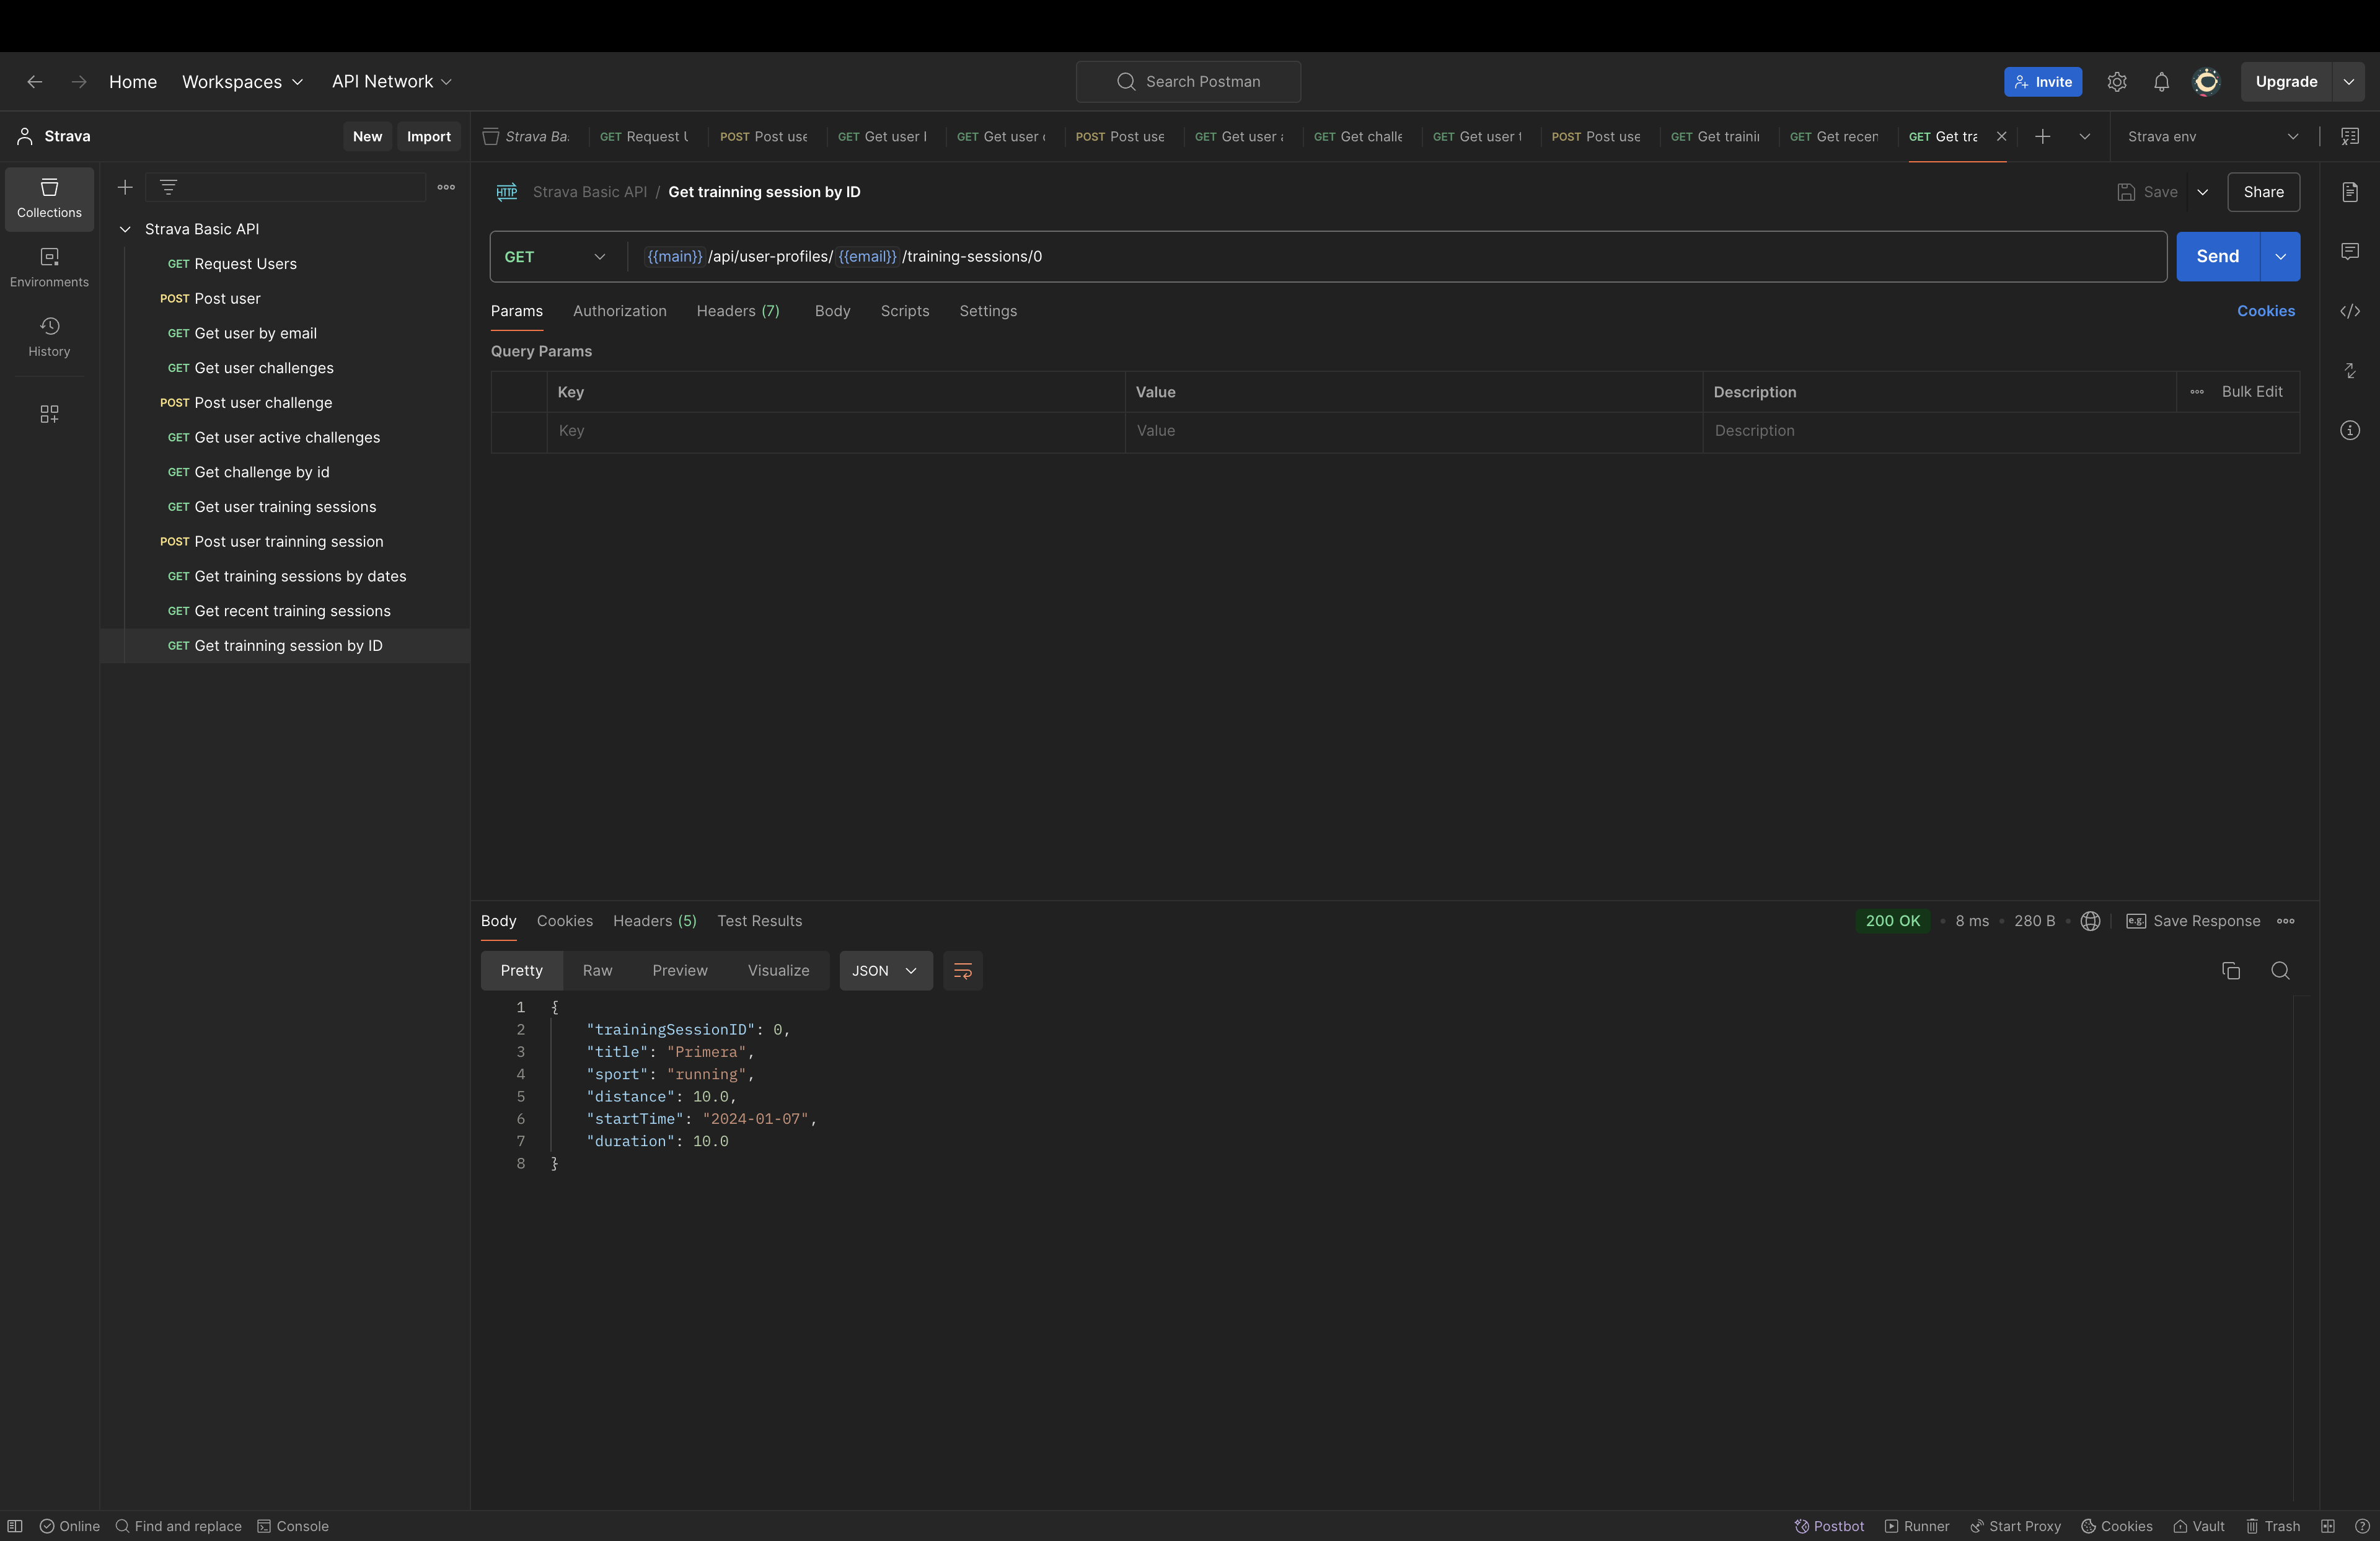 Home Workspaces API Network Search Postman Invite Upgrade
Strava New Import Strava Ba. GET Request U POST Post use GET Get user GET Get user POST Post use GET Get user GET Get challe GET Get user POST Post use GET Get trainii GET Get recen GET Get tra Strava env
Collections
Environments
History
Strava Basic API
GET Request Users
POST Post user
GET Get user by email
GET Get user challenges
POST Post user challenge
GET Get user active challenges
GET Get challenge by id
GET Get user training sessions
POST Post user trainning session
GET Get training sessions by dates
GET Get recent training sessions
GET Get trainning session by ID
HTTP Strava Basic API / Get trainning session by ID Save Share
GET {{main}} /api/user-profiles/ {{email}} /training-sessions/0 Send
Params Authorization Headers (7) Body Scripts Settings Cookies
Query Params
Key Value Description Bulk Edit
Key Value Description
Body Cookies Headers (5) Test Results 200 OK 8 ms 280 B e.g. Save Response
Pretty Raw Preview Visualize JSON
1 {
2 "trainingSessionID": 0,
3 "title": "Primera",
4 "sport": "running",
5 "distance": 10.0,
6 "startTime": "2024-01-07",
7 "duration": 10.0
8 }
Online Find and replace Console Postbot Runner Start Proxy Cookies Vault Trash